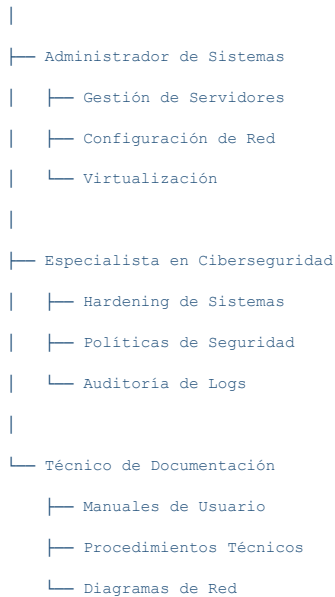 │
├── Administrador de Sistemas
│   ├── Gestión de Servidores
│   ├── Configuración de Red
│   └── Virtualización
│
├── Especialista en Ciberseguridad
│   ├── Hardening de Sistemas
│   ├── Políticas de Seguridad
│   └── Auditoría de Logs
│
└── Técnico de Documentación
    ├── Manuales de Usuario
    ├── Procedimientos Técnicos
    └── Diagramas de Red